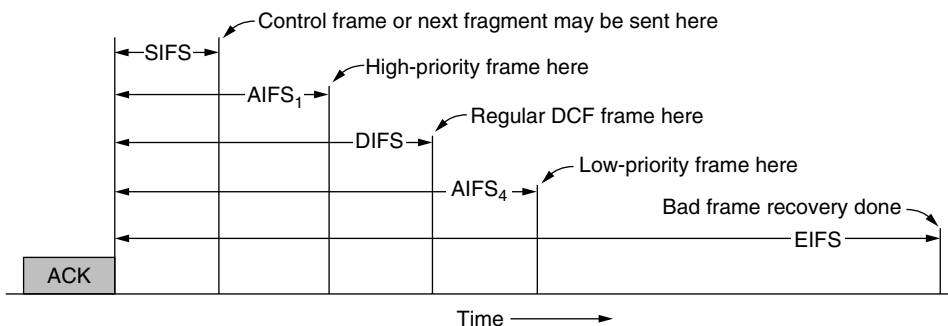 Control frame or next fragment may be sent here
SIFS
High-priority frame here
AIFS1
Regular DCF frame here
DIFS
Low-priority frame here
AIFS4
Bad frame recovery done
EIFS
ACK
Time